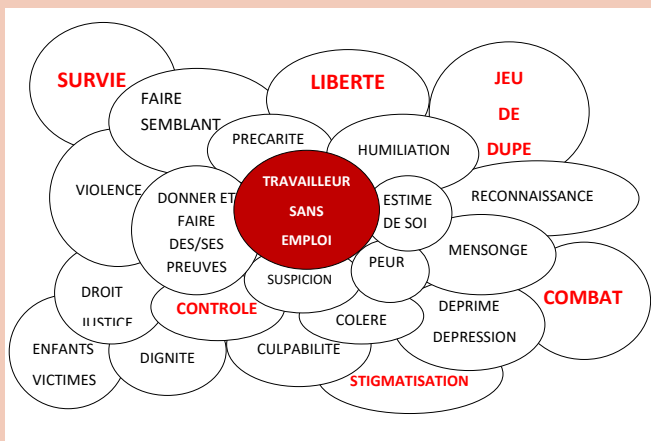 SURVIE
LIBERTE
JEU
DE
DUPE
FAIRE
SEMBLANT
PRECARITE
HUMILIATION
VIOLENCE
DONNER ET
FAIRE
DES/SES
PREUVES
TRAVAILLEUR
SANS
EMPLOI
ESTIME
DE SOI
RECONNAISSANCE
MENSONGE
PEUR
SUSPICION
DROIT
JUSTICE
CONTROLE
COLERE
DEPRIME
DEPRESSION
COMBAT
ENFANTS
VICTIMES
DIGNITE
CULPABILITE
STIGMATISATION